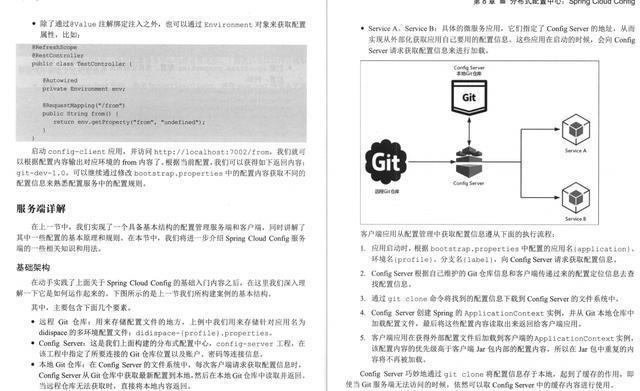 • 除了通过@Value 注解绑定注入之外，也可以通过 Environment 对象来获取配置
属性，比如：
@RefreshScope
@RestController
public class TestController {
@Autowired
private Environment env;
@RequestMapping("/from")
public String from() {
return env.getProperty("from", "undefined");
}
}
启动 config-client 应用，并访问 http://localhost:7002/from，我们就可
以根据配置内容输出对应环境的 from 内容了。根据当前配置，我们可以获得如下返回内容：
git-dev-1.0。可以继续通过修改 bootstrap.properties 中的配置内容获取不同的
配置信息来熟悉配置服务中的配置规则。
服务端详解
在上一节中，我们实现了一个具备基本结构的配置管理服务端和客户端，同时讲解了
其中一些配置的基本原理和规则。在本节中，我们将进一步介绍 Spring Cloud Config 服务
端的一些相关知识和用法。
基础架构
在动手实践了上面关于 Spring Cloud Config 的基础入门内容之后，在这里我们深入理
解一下它是如何运作起来的。下图所示的是上一节我们所构建案例的基本结构。
其中，主要包含下面几个要素。
• 远程 Git 仓库：用来存储配置文件的地方，上例中我们用来存储针对应用名为
didispace 的多环境配置文件：didispace-{profile}.properties。
• Config Server：这是我们上面构建的分布式配置中心，config-server 工程，在
该工程中指定了所要连接的 Git 仓库位置以及账户、密码等连接信息。
• 本地 Git 仓库：在 Config Server 的文件系统中，每次客户端请求获取配置信息时，
Config Server 从 Git 仓库中获取最新配置到本地，然后在本地 Git 仓库中读取并返回。
当远程仓库无法获取时，直接将本地内容返回。
第 8 章 分布式配置中心：Spring Cloud Config
• Service A、Service B：具体的微服务应用，它们指定了 Config Server 的地址，从而
实现从外部化获取应用自己要用的配置信息。这些应用在启动的时候，会向 Config
Server 请求获取配置信息来进行加载。
Config Server
本地Git仓库
Git
Service A
Git
远程Git仓库
Config Server
Service B
客户端应用从配置管理中获取配置信息遵从下面的执行流程：
1. 应用启动时，根据 bootstrap.properties 中配置的应用名{application}、
环境名{profile}、分支名{label}，向 Config Server 请求获取配置信息。
2. Config Server 根据自己维护的 Git 仓库信息和客户端传递过来的配置定位信息去查
找配置信息。
3. 通过 git clone 命令将找到的配置信息下载到 Config Server 的文件系统中。
4. Config Server 创建 Spring 的 ApplicationContext 实例，并从 Git 本地仓库中
加载配置文件，最后将这些配置内容读取出来返回给客户端应用。
5. 客户端应用在获得外部配置文件后加载到客户端的 ApplicationContext 实例，
该配置内容的优先级高于客户端 Jar 包内部的配置内容，所以在 Jar 包中重复的内
容将不再被加载。
Config Server 巧妙地通过 git clone 将配置信息存于本地，起到了缓存的作用，即
使当 Git 服务端无法访问的时候，依然可以取 Config Server 中的缓存内容进行使用。